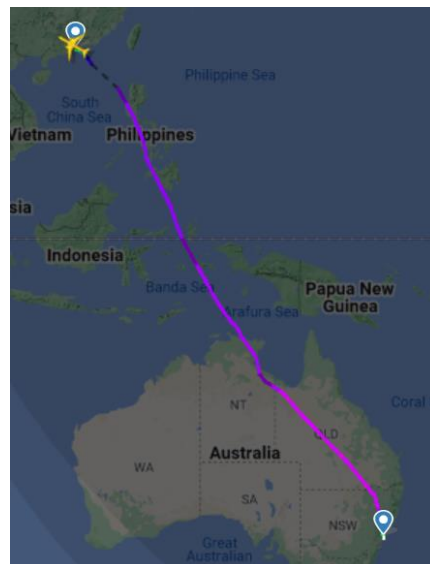 Philippine Sea
South
China Sea
Vietnam
Philippines
sia
Indonesia
Banda Sea
Papua New
Guinea
Arafura Sea
Coral
NT
QLD
Australia
WA
SA
NSW
Great
Australian